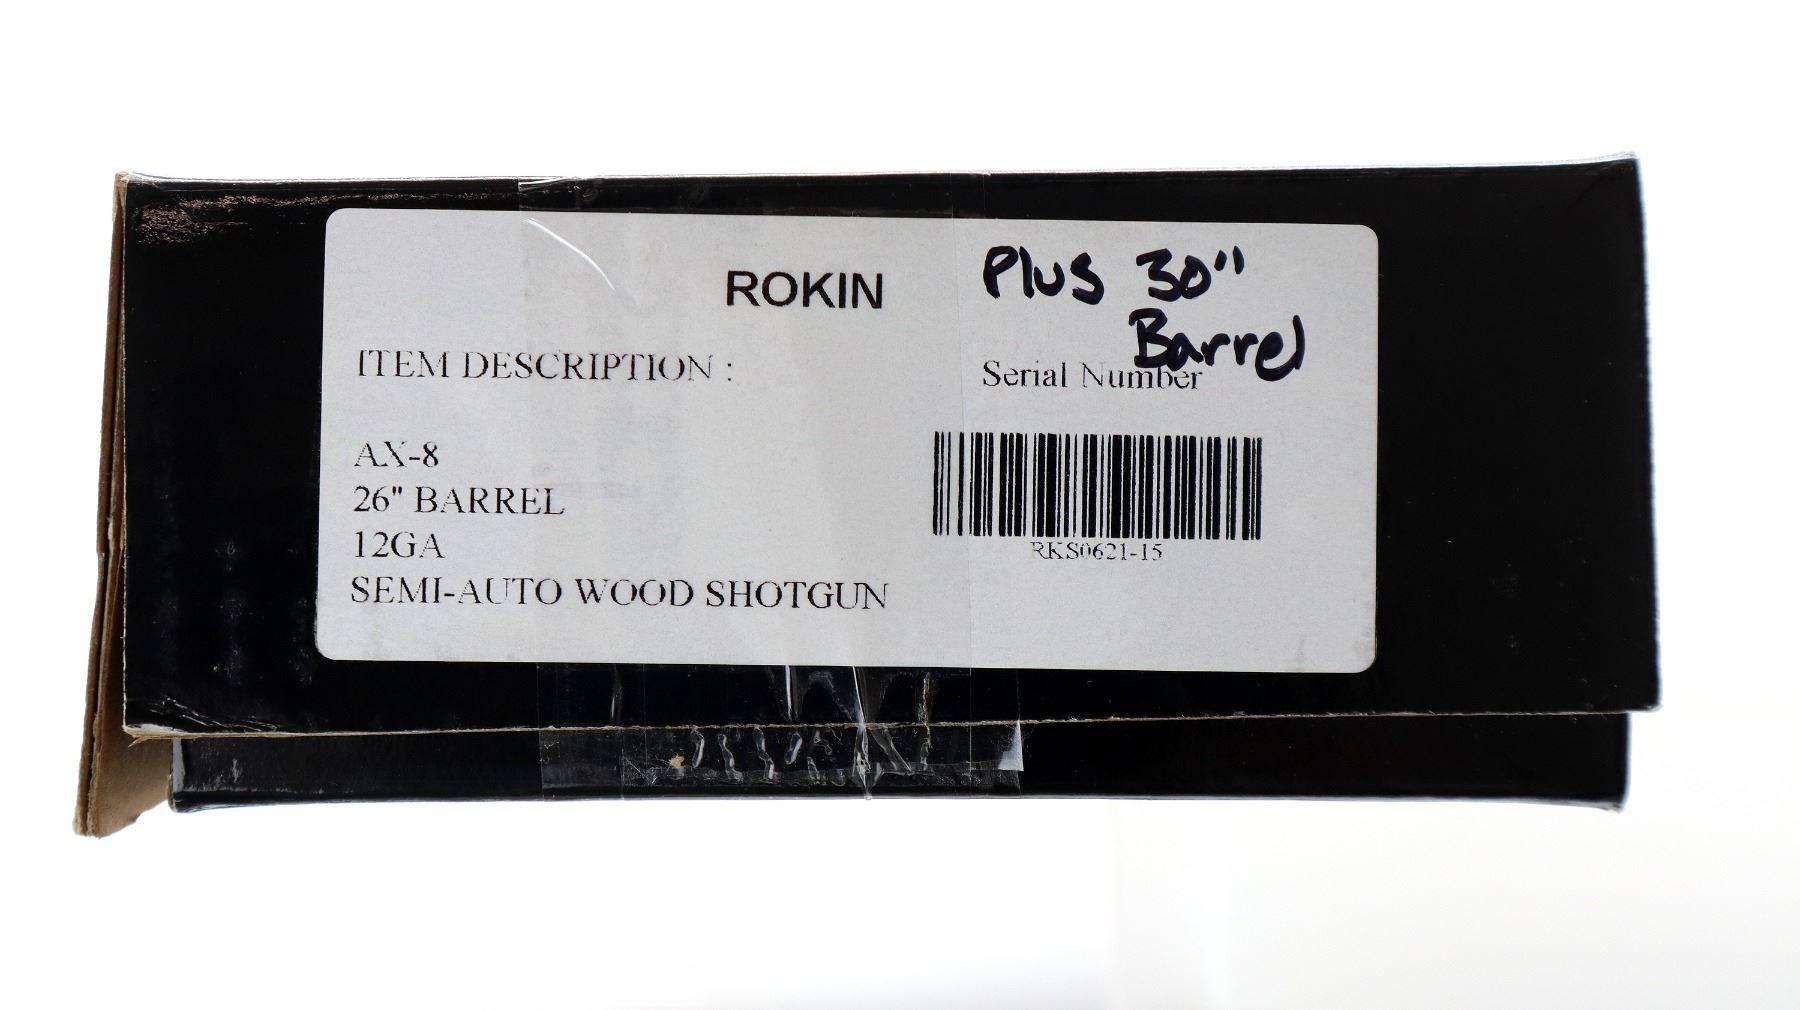 ROKIN
Plus 30"
Barrel
ITEM DESCRIPTION :
Serial Number
AX-8
26" BARREL
12GA
SEMI-AUTO WOOD SHOTGUN
RKS0621-15